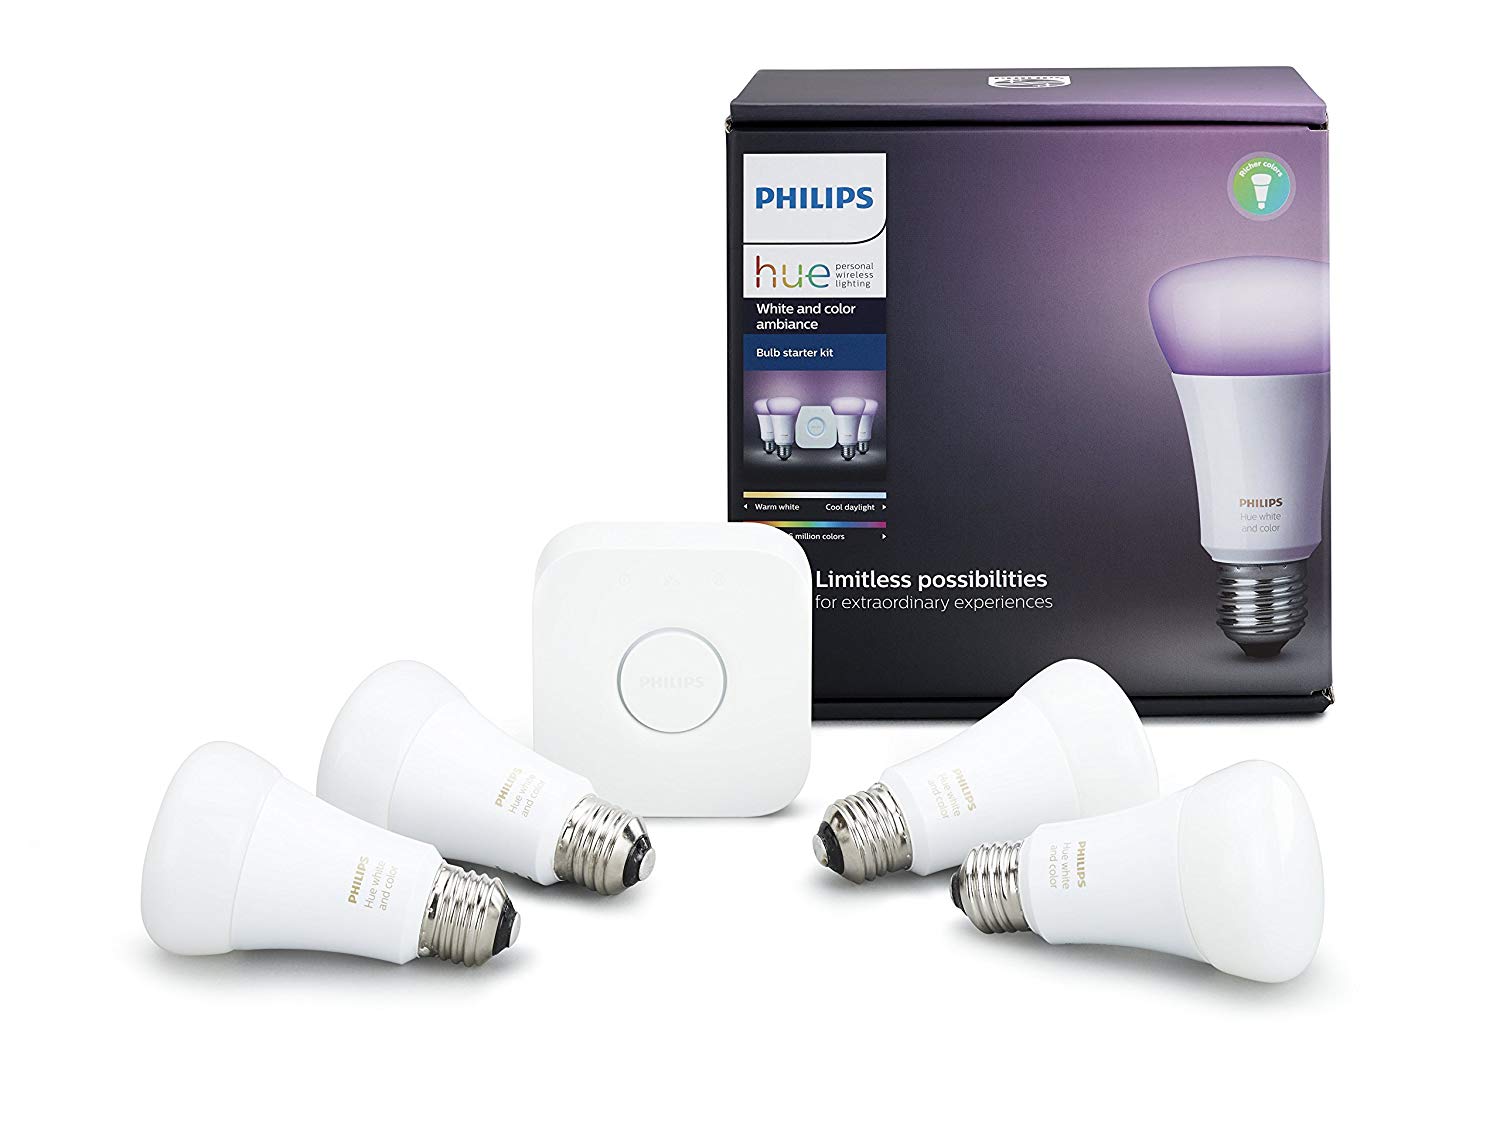 Richer colors
PHILIPS
hue
personal
wireless
lighting
White and color
ambiance
Bulb starter kit
Warm white
Cool daylight
million colors
PHILIPS
Hue white
and color
Limitless possibilities
for extraordinary experiences
PHILIPS
PHILIPS
Hue white
and color
PHILIPS
Hue white
and color
PHILIPS
Hue white
and color
PHILIPS
Hue white
and color